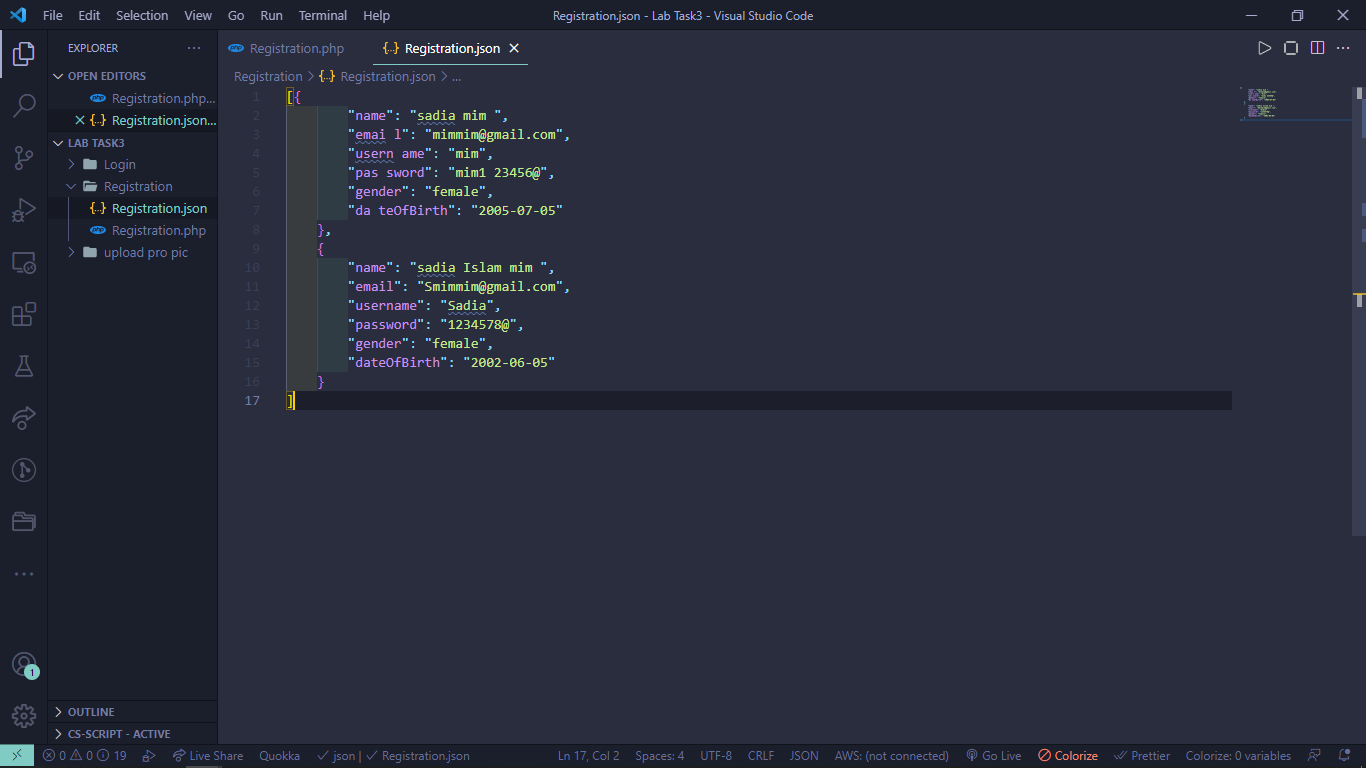 File Edit Selection View Go Run Terminal Help Registration.json - Lab Task3 - Visual Studio Code
EXPLORER
OPEN EDITORS
Registration.php...
Registration.json...
LAB TASK3
Login
Registration
Registration.json
Registration.php
upload pro pic
OUTLINE
CS-SCRIPT - ACTIVE
1
Registration.php Registration.json
Registration > Registration.json > ...
1 [{
2 "name": "sadia mim ",
3 "emai l": "mimmim@gmail.com",
4 "usern ame": "mim",
5 "pas sword": "mim1 23456@",
6 "gender": "female",
7 "da teOfBirth": "2005-07-05"
8 },
9 {
10 "name": "sadia Islam mim ",
11 "email": "Smimmim@gmail.com",
12 "username": "Sadia",
13 "password": "1234578@",
14 "gender": "female",
15 "dateOfBirth": "2002-06-05"
16 }
17 ]
0 0 19 Live Share Quokka json | Registration.json Ln 17, Col 2 Spaces: 4 UTF-8 CRLF JSON AWS: (not connected) Go Live Colorize Prettier Colorize: 0 variables